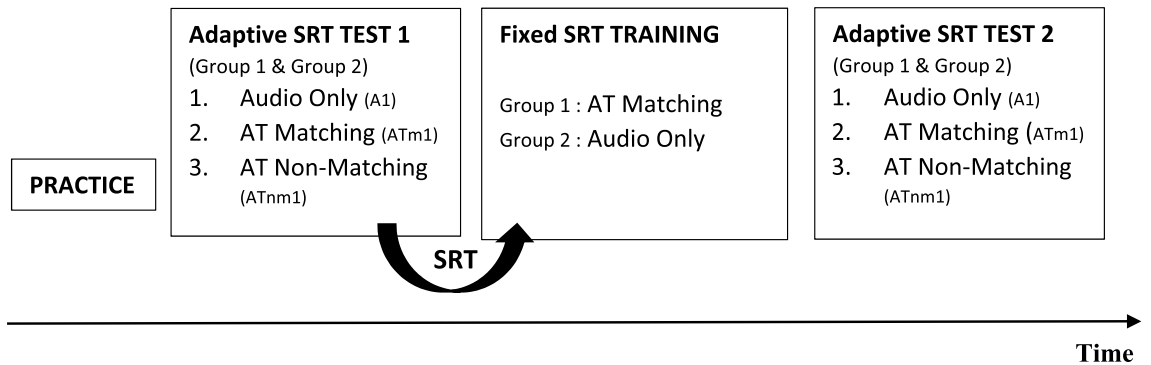 PRACTICE
Adaptive SRT TEST 1
(Group 1 & Group 2)
1. Audio Only (A1)
2. AT Matching (ATm1)
3. AT Non-Matching
(ATnm1)
SRT
Fixed SRT TRAINING
Group 1 : AT Matching
Group 2 : Audio Only
Adaptive SRT TEST 2
(Group 1 & Group 2)
1. Audio Only (A1)
2. AT Matching (ATm1)
3. AT Non-Matching
(ATnm1)
Time